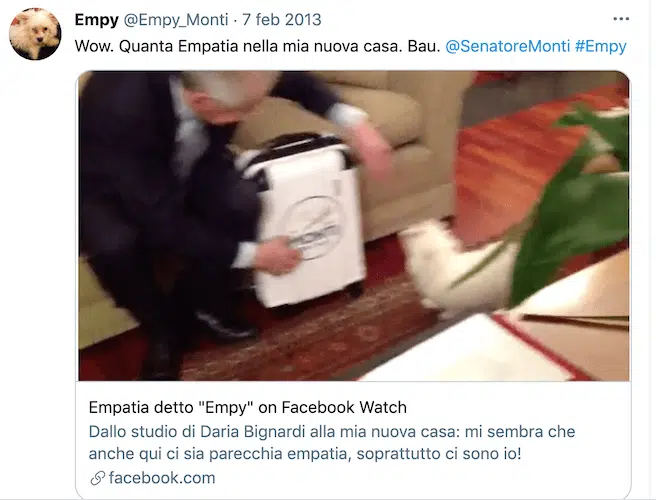 Empy @Empy_Monti · 7 feb 2013
Wow. Quanta Empatia nella mia nuova casa. Bau. @SenatoreMonti #Empy
Empatia detto "Empy" on Facebook Watch
Dallo studio di Daria Bignardi alla mia nuova casa: mi sembra che
anche qui ci sia parecchia empatia, soprattutto ci sono io!
facebook.com